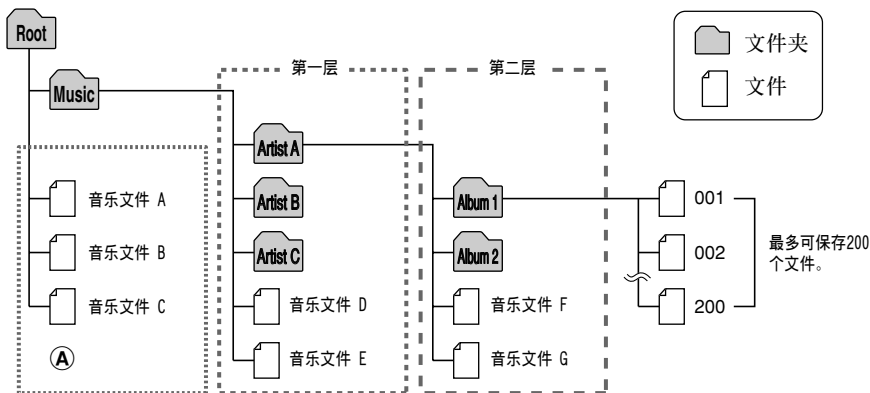 Root
文件夹
文件
Music
第一层
第二层
Artist A
音乐文件 A
Artist B
Album 1
001
音乐文件 B
Artist C
Album 2
002
最多可保存200
个文件。
音乐文件 C
音乐文件 D
音乐文件 F
200
Ⓐ
音乐文件 E
音乐文件 G